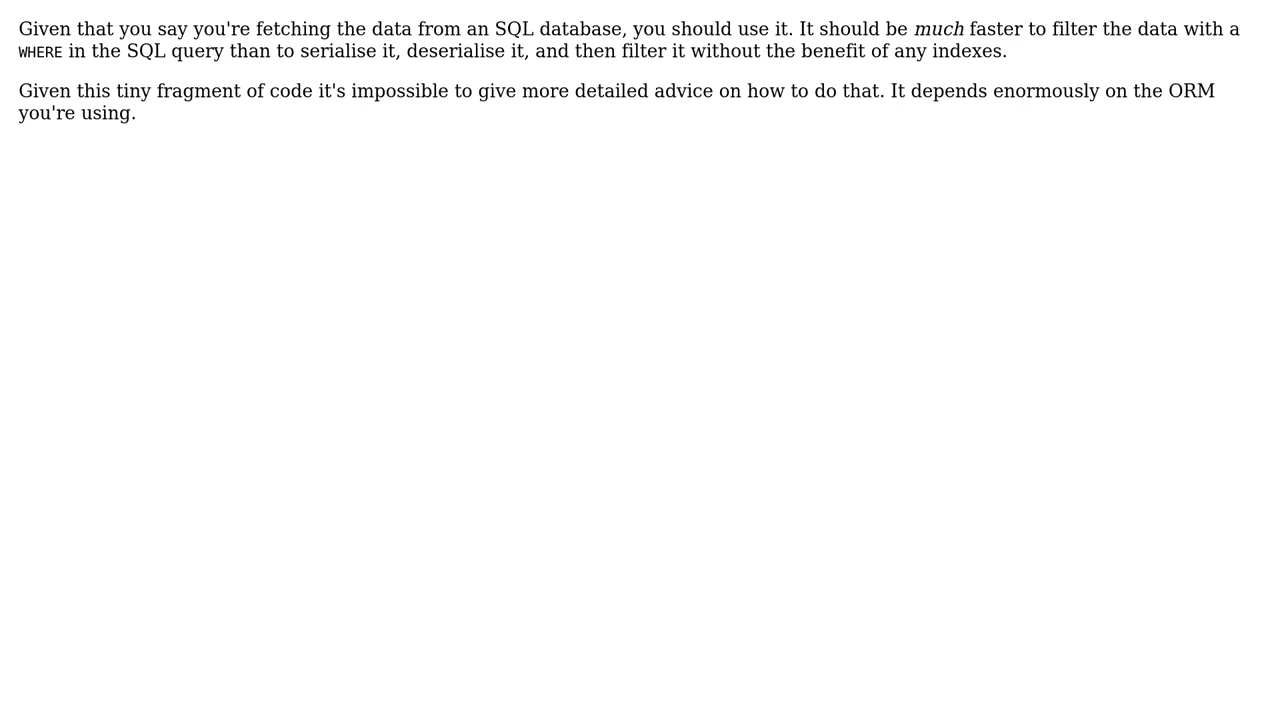 Given that you say you're fetching the data from an SQL database, you should use it. It should be much faster to filter the data with a
WHERE in the SQL query than to serialise it, deserialise it, and then filter it without the benefit of any indexes.
Given this tiny fragment of code it's impossible to give more detailed advice on how to do that. It depends enormously on the ORM
you're using.